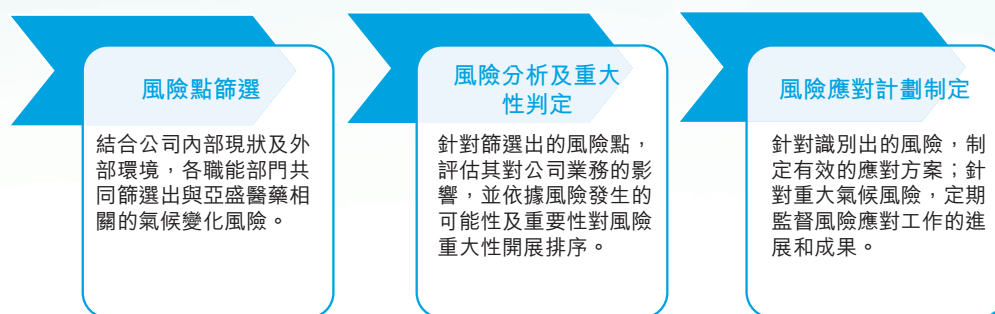 風險點篩選
結合公司內部現狀及外
部環境，各職能部門共
同篩選出與亞盛醫藥相
關的氣候變化風險。
風險分析及重大
性判定
針對篩選出的風險點，
評估其對公司業務的影
響，並依據風險發生的
可能性及重要性對風險
重大性開展排序。
風險應對計劃制定
針對識別出的風險，制
定有效的應對方案；針
對重大氣候風險，定期
監督風險應對工作的進
展和成果。